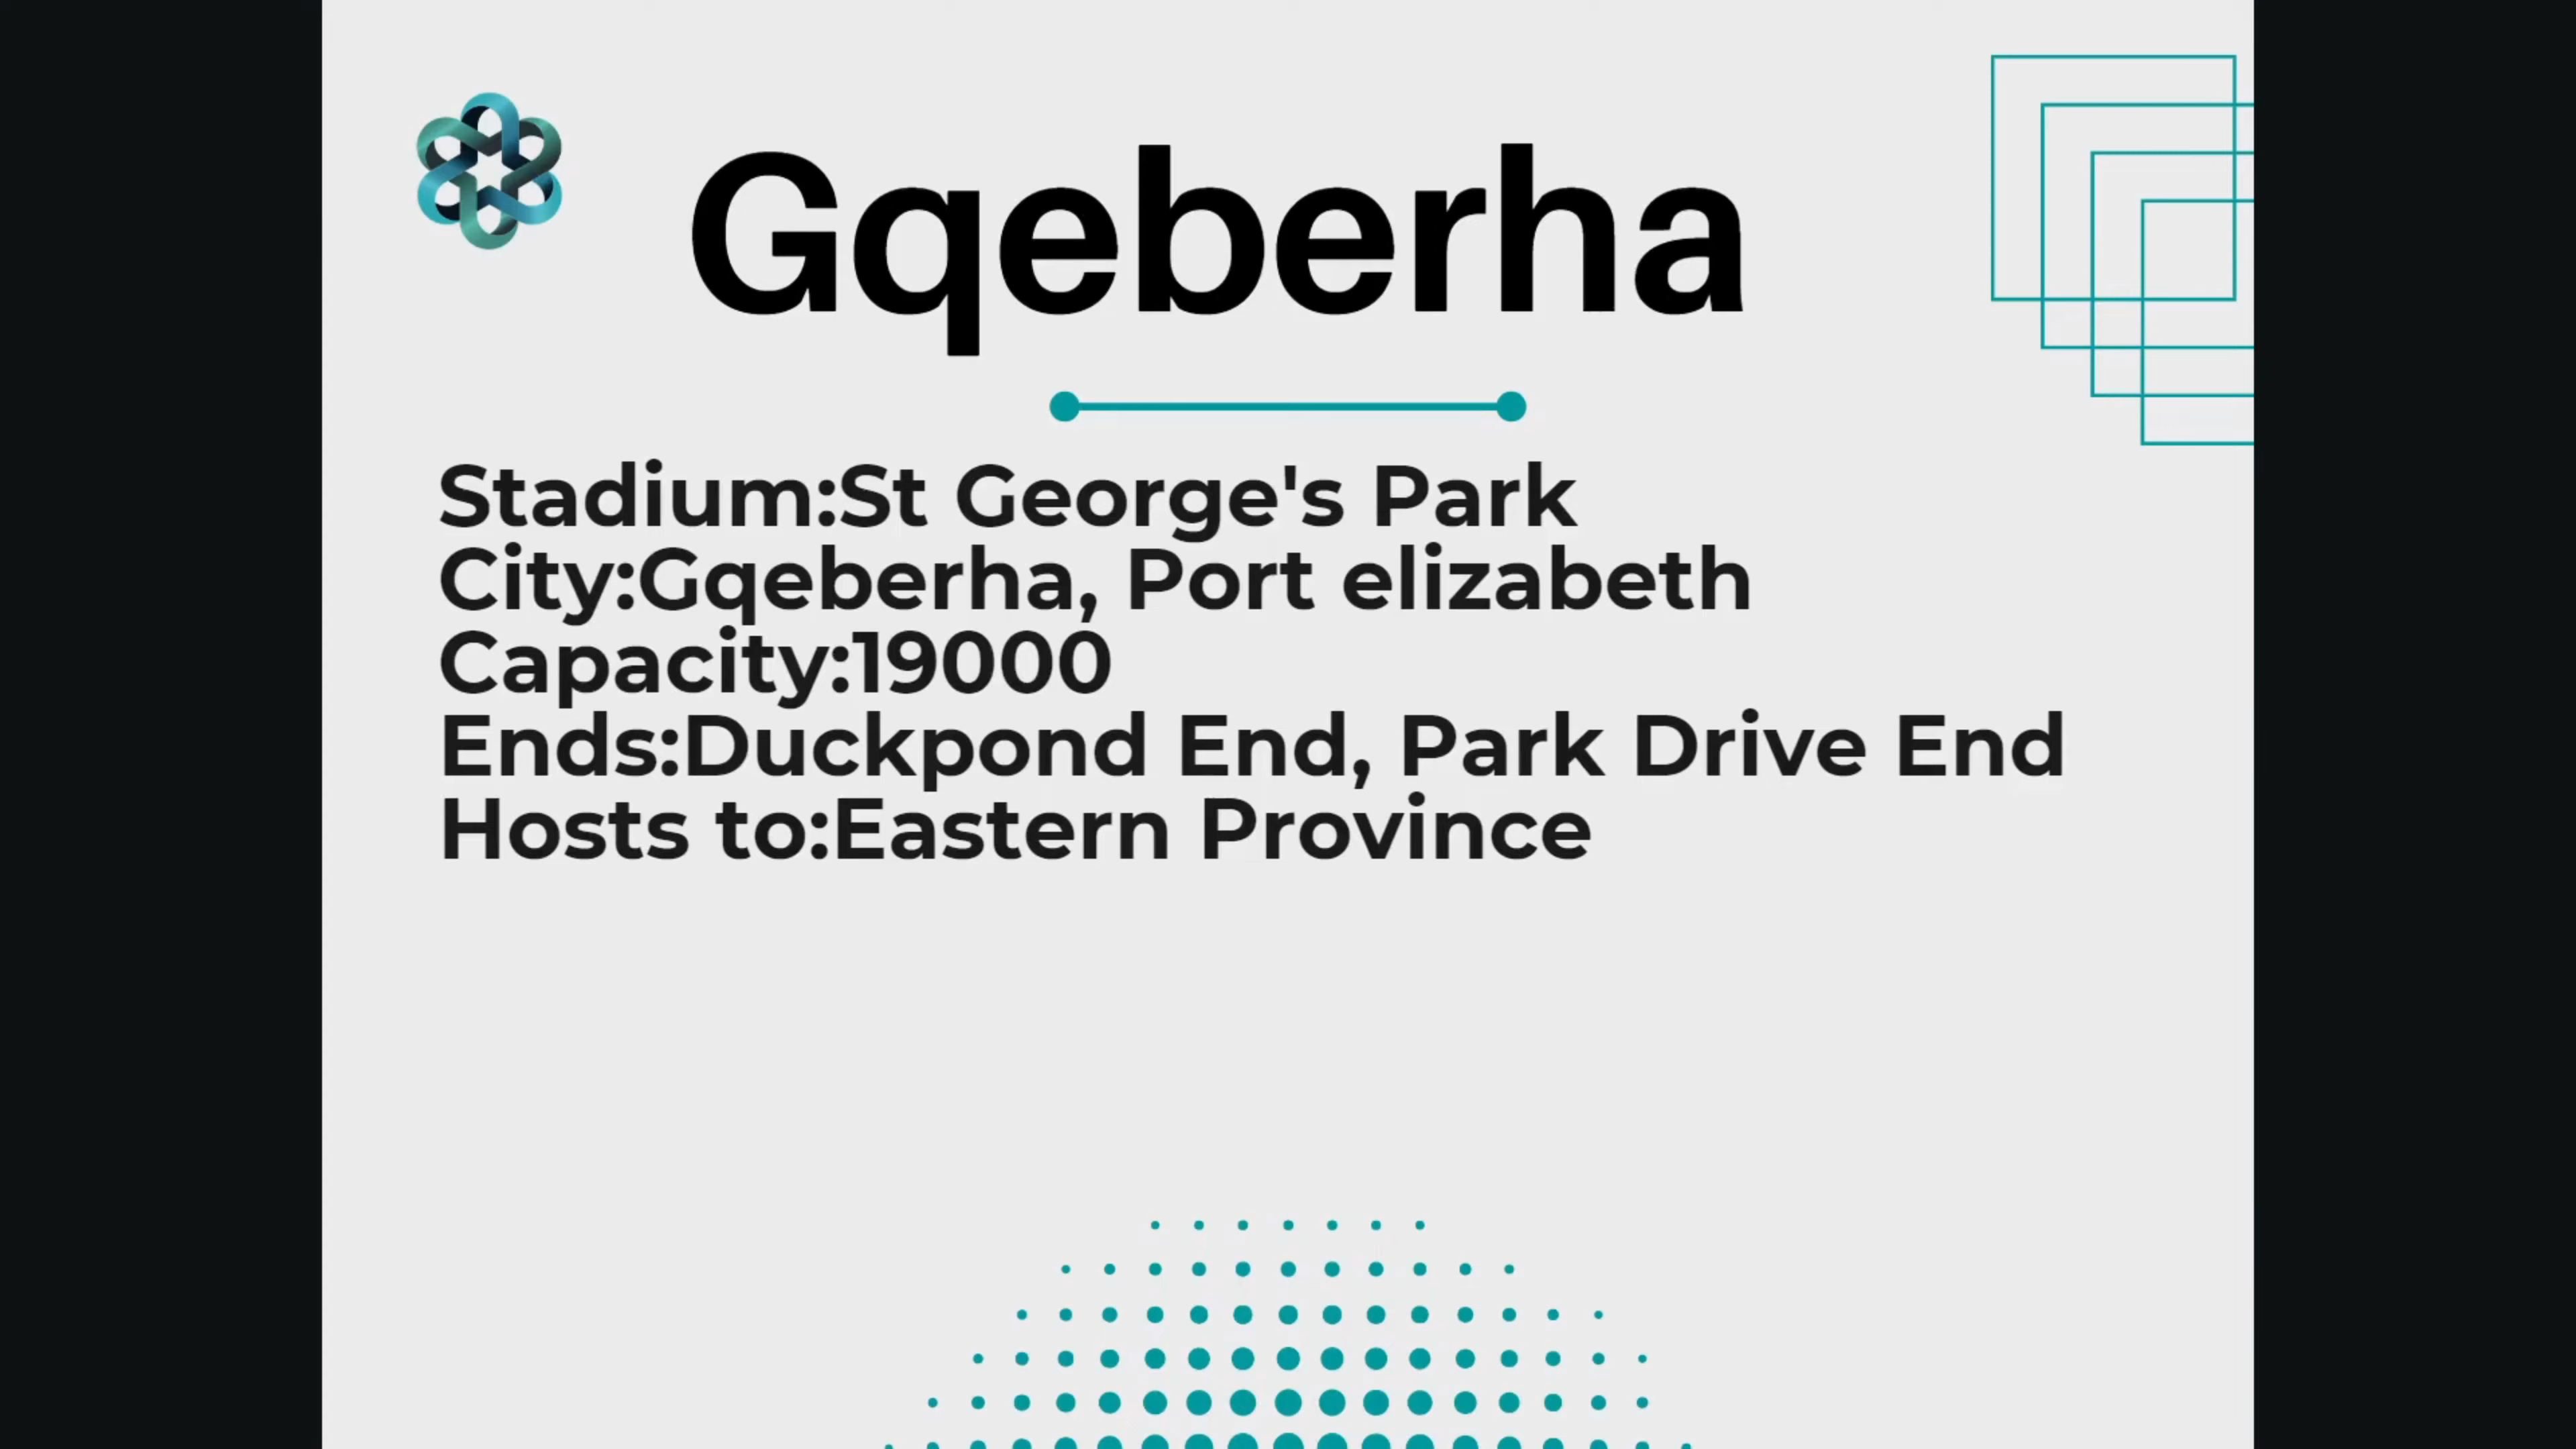 Gqeberha
Stadium:St George's Park
City:Gqeberha, Port elizabeth
Capacity:19000
Ends:Duckpond End, Park Drive End
Hosts to:Eastern Province